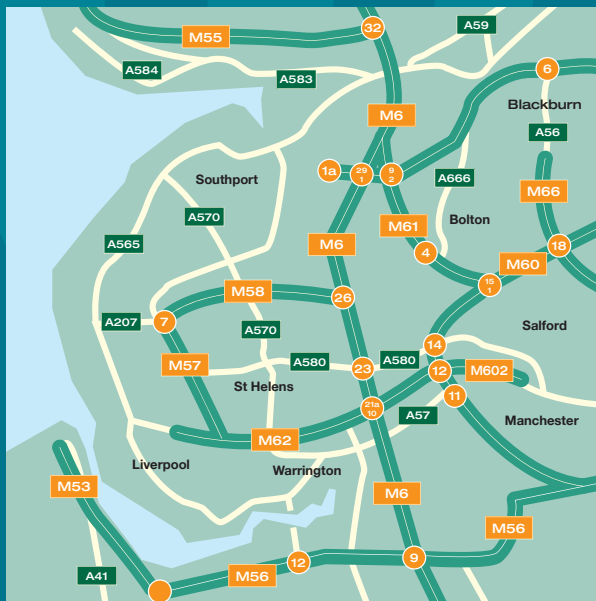 A59
32
M55
A584
A583
6
Blackburn
M6
A56
1a
29
1
9
2
A666
M66
Southport
A570
Bolton
M61
A565
M6
4
18
M60
15
1
M58
26
A207
7
A570
Salford
14
M57
A580
A580
23
12
M602
St Helens
11
21a
10
A57
Manchester
M62
Liverpool
Warrington
M53
M6
M56
12
9
A41
M56